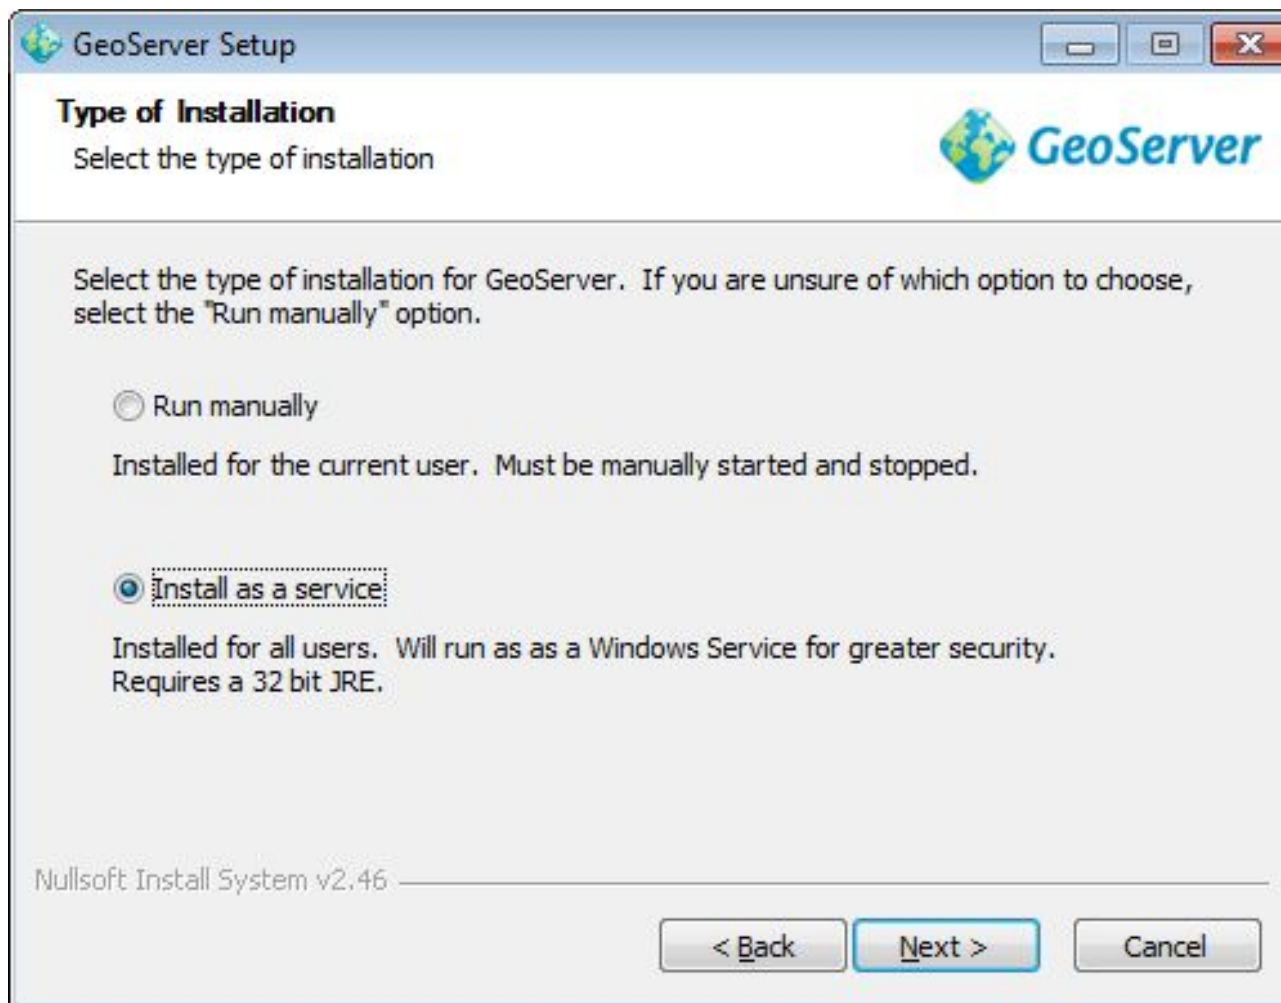 GeoServer Setup
Type of Installation
Select the type of installation
GeoServer
Select the type of installation for GeoServer.  If you are unsure of which option to choose,
select the "Run manually" option.
Run manually
Installed for the current user.  Must be manually started and stopped.
Install as a service
Installed for all users.  Will run as as a Windows Service for greater security.
Requires a 32 bit JRE.
Nullsoft Install System v2.46
< Back
Next >
Cancel